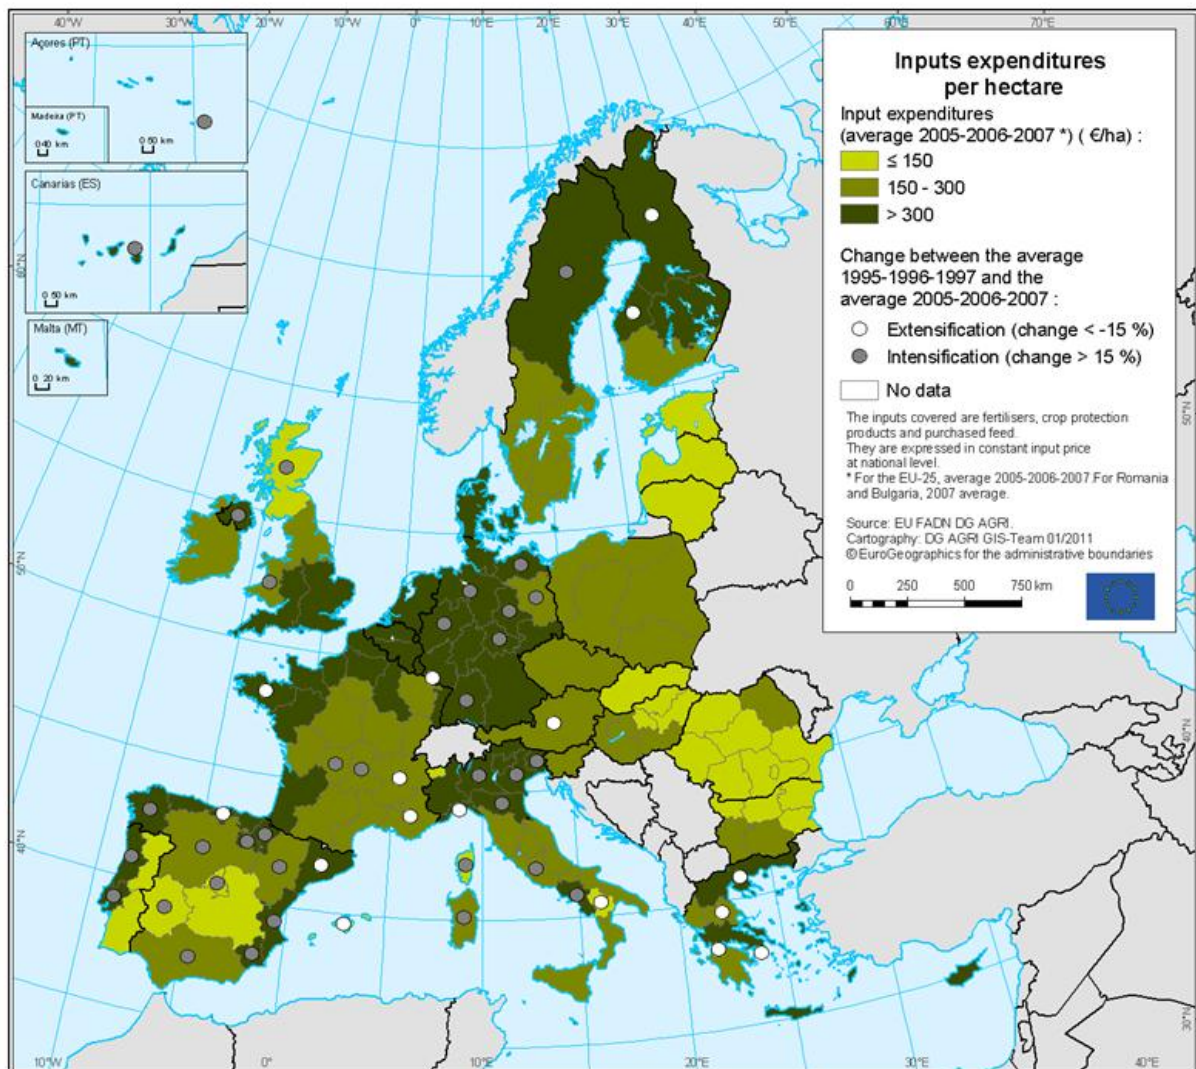 40°W
30°W
20°W
10°W
0°
10°E
20°E
30°E
40°E
50°E
60°E
70°E
Açores (PT)
Madeira (PT)
0 40 km
0 50 km
Canarias (ES)
0 50 km
Malta (MT)
0 20 km
Inputs expenditures
per hectare
Input expenditures
(average 2005-2006-2007 *) ( €/ha) :
≤ 150
150 - 300
> 300
Change between the average
1995-1996-1997 and the
average 2005-2006-2007 :
Extensification (change < -15 %)
Intensification (change > 15 %)
No data
The inputs covered are fertilisers, crop protection
products and purchased feed.
They are expressed in constant input price
at national level.
* For the EU-25, average 2005-2006-2007.For Romania
and Bulgaria, 2007 average.
Source: EU FADN DG AGRI.
Cartography: DG AGRI GIS-Team 01/2011
© EuroGeographics for the administrative boundaries
0 250 500 750 km
60°N
50°N
40°N
50°N
40°N
30°N
10°W
0°
10°E
20°E
30°E
40°E